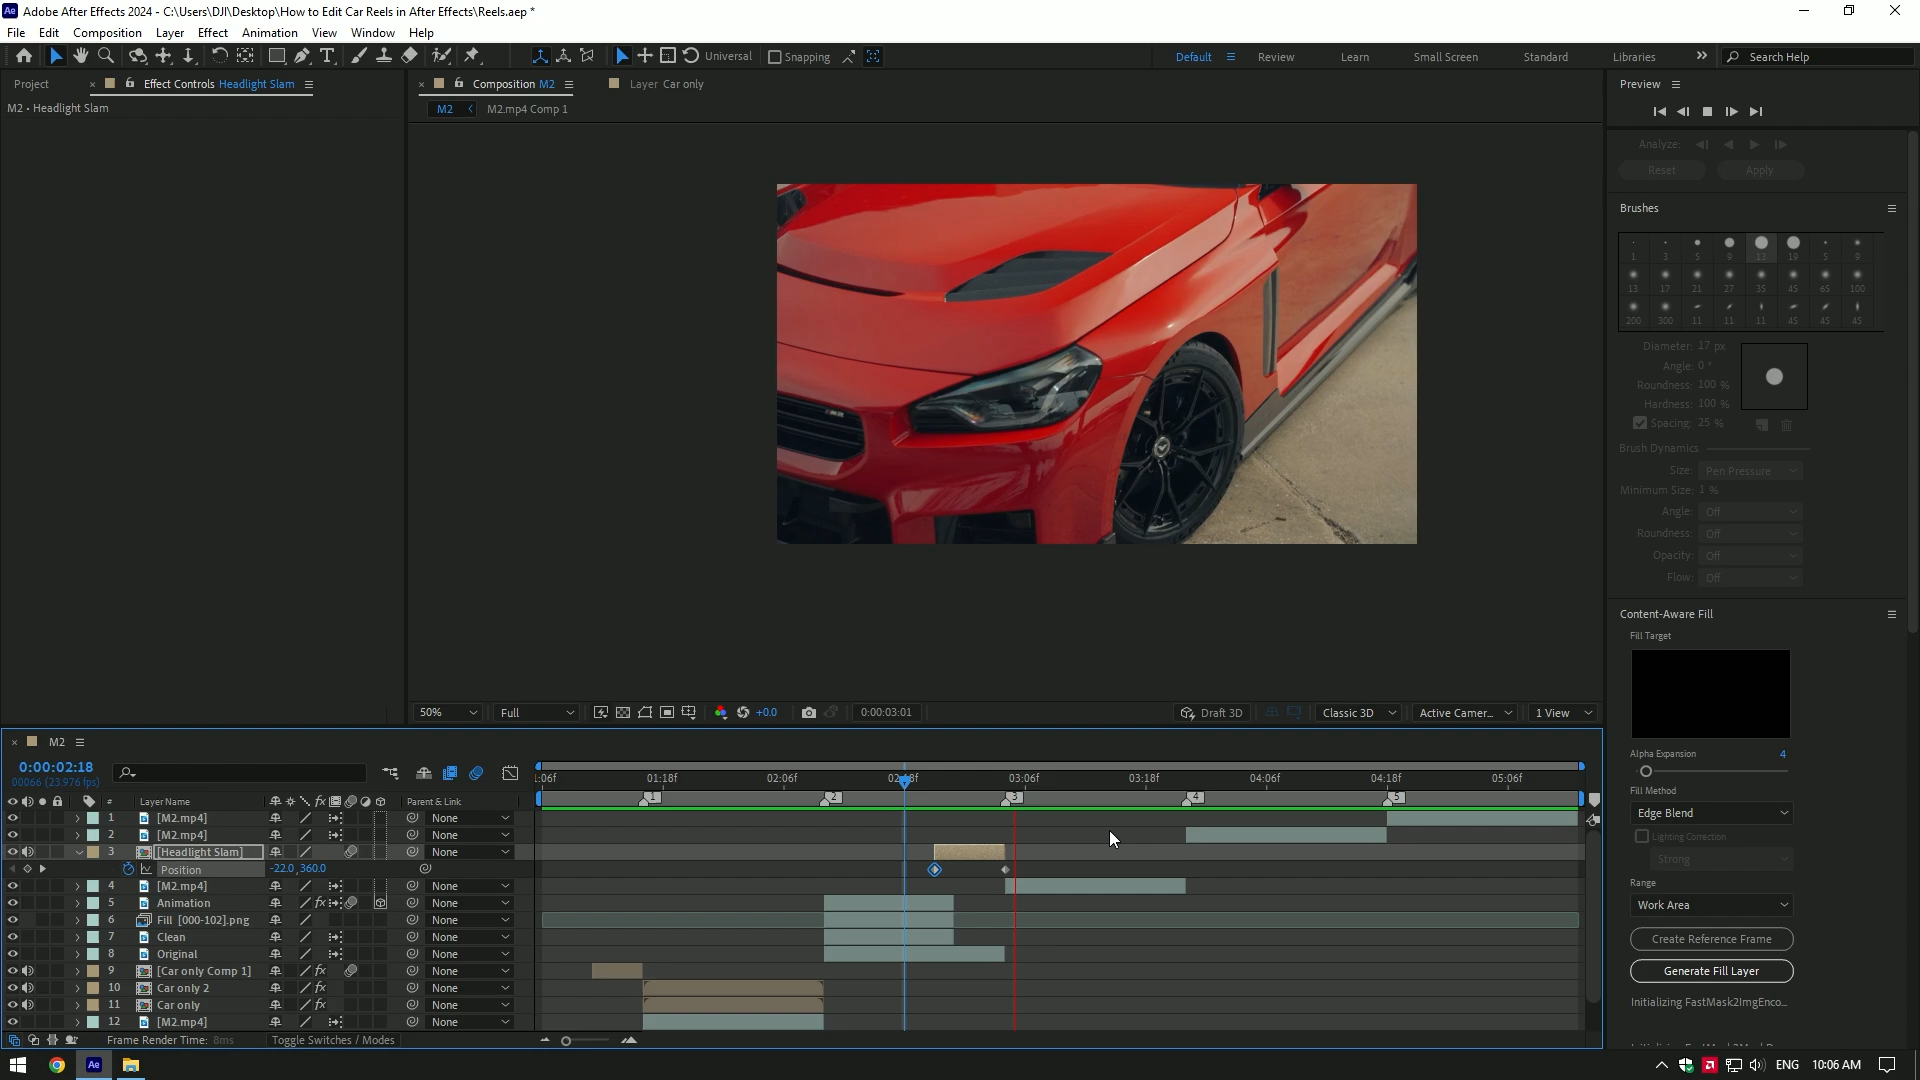 Adobe After Effects 2024 - C:\Users\DJI\Desktop\How to Edit Car Reels in After Effects\Reels.aep *
File Edit Composition Layer Effect Animation View Window Help
Universal Snapping Default Review Learn Small Screen Standard Libraries Search Help
Project Effect Controls Headlight Slam
M2 • Headlight Slam
Composition M2 Layer Car only
M2 M2.mp4 Comp 1
Preview
Analyze:
Reset Apply
Brushes
1 3 5 9 13 19 5 9
13 17 21 27 35 45 65 100
200 300 11 11 11 45 45 45
Diameter: 17 px
Angle: 0°
Roundness: 100 %
Hardness: 100 %
Spacing: 25 %
Brush Dynamics
Size: Pen Pressure
Minimum Size: 1 %
Angle: Off
Roundness: Off
Opacity: Off
Flow: Off
Content-Aware Fill
Fill Target
Alpha Expansion 4
Fill Method
Edge Blend
Lighting Correction
Strong
Range
Work Area
Create Reference Frame
Generate Fill Layer
Initializing FastMask2ImgEnco...
50% Full +0.0 0:00:03:01 Draft 3D Classic 3D Active Camer... 1 View
M2
0:00:02:18
00066 (23.976 fps)
:06f 01:18f 02:06f 03:06f 03:18f 04:06f 04:18f 05:06f
# Layer Name Parent & Link
1 2 3 4 5
1 [M2.mp4] None
2 [M2.mp4] None
3 [Headlight Slam] None
Position -22.0,360.0
4 [M2.mp4] None
5 Animation None
6 Fill_[000-102].png None
7 Clean None
8 Original None
9 [Car only Comp 1] None
10 Car only 2 None
11 Car only None
12 [M2.mp4] None
Frame Render Time: 8ms Toggle Switches / Modes
Ae ENG 10:06 AM